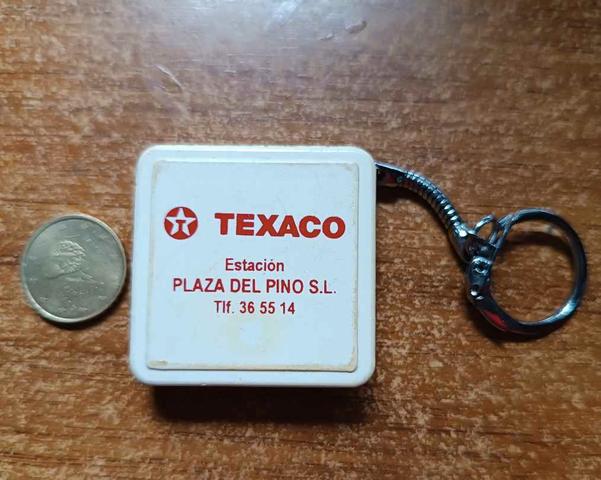 TEXACO
Estación
PLAZA DEL PINO S.L.
Tlf. 36 55 14